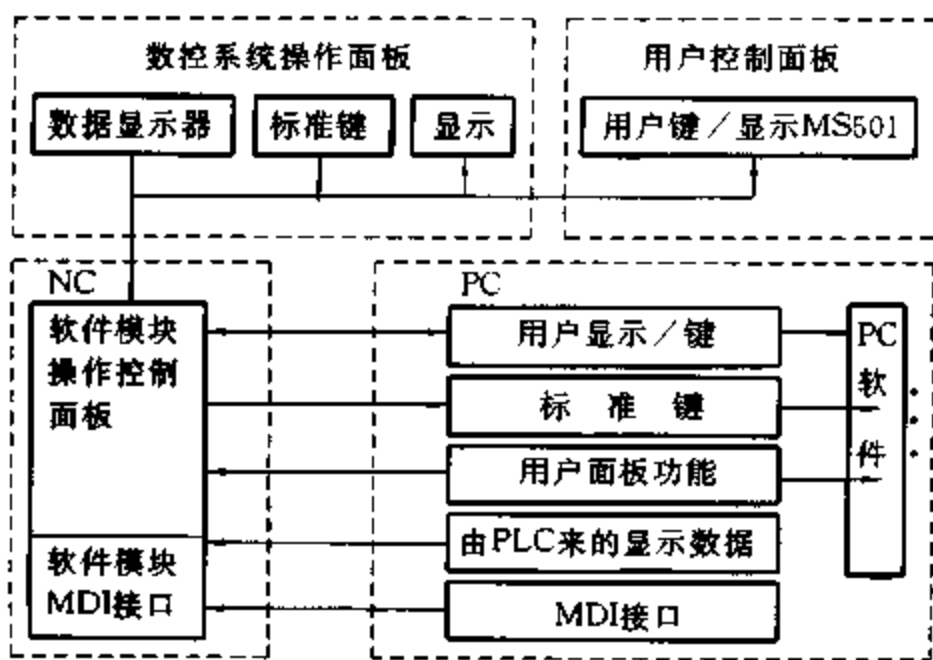 数控系统操作面板
用户控制面板
数据显示器
标准键
显示
用户键／显示MS501
NC
PC
软件模块
操作控制
面板
软件模块
MDI接口
用户显示／键
标 准 键
用户面板功能
由PLC来的显示数据
MDI接口
PC
软
件